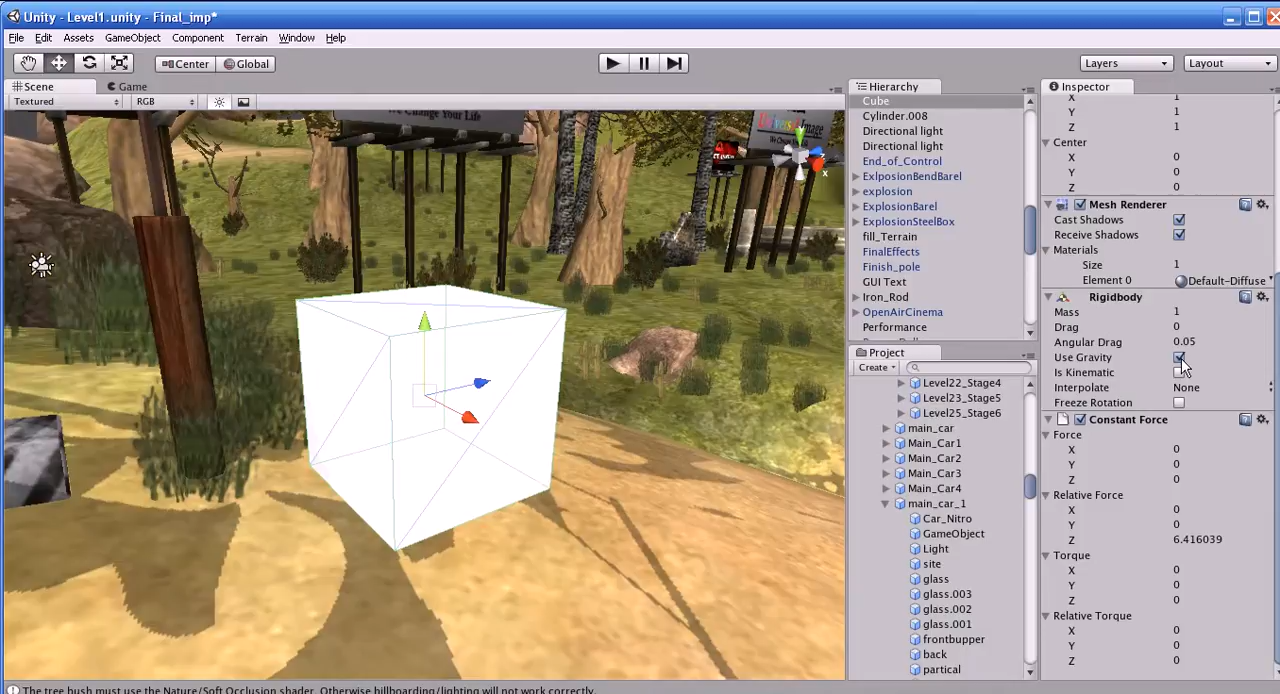 Unity - Level1.unity - Final_imp*
File Edit Assets GameObject Component Terrain Window Help
Center Global Layers Layout
Scene Game
Textured RGB
We Change Your Life
Universal Image
x
Hierarchy
Cube
Cylinder.008
Directional light
Directional light
End_of_Control
ExlposionBendBarel
explosion
ExplosionBarel
ExplosionSteelBox
fill_Terrain
FinalEffects
Finish_pole
GUI Text
Iron_Rod
OpenAirCinema
Performance
Project
Create
Level22_Stage4
Level23_Stage5
Level25_Stage6
main_car
Main_Car1
Main_Car2
Main_Car3
Main_Car4
main_car_1
Car_Nitro
GameObject
Light
site
glass
glass.003
glass.002
glass.001
frontbupper
back
partical
Inspector
X 1
Y 1
Z 1
Center
X 0
Y 0
Z 0
Mesh Renderer
Cast Shadows
Receive Shadows
Materials
Size 1
Element 0 Default-Diffuse
Rigidbody
Mass 1
Drag 0
Angular Drag 0.05
Use Gravity
Is Kinematic
Interpolate None
Freeze Rotation
Constant Force
Force
X 0
Y 0
Z 0
Relative Force
X 0
Y 0
Z 6.416039
Torque
X 0
Y 0
Z 0
Relative Torque
X 0
Y 0
Z 0
The tree bush must use the Nature/Soft Occlusion shader. Otherwise billboarding/lighting will not work correctly.